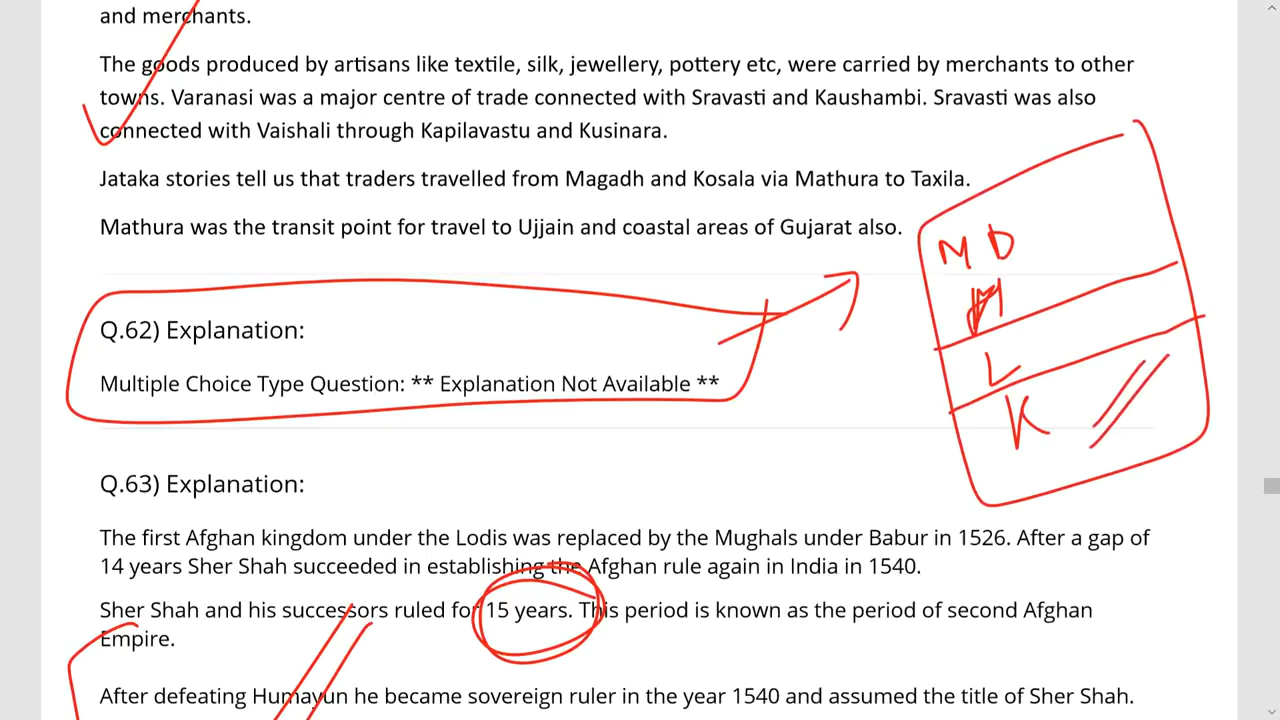 and merchants.
The goods produced by artisans like textile, silk, jewellery, pottery etc, were carried by merchants to other
towns. Varanasi was a major centre of trade connected with Sravasti and Kaushambi. Sravasti was also
connected with Vaishali through Kapilavastu and Kusinara.
Jataka stories tell us that traders travelled from Magadh and Kosala via Mathura to Taxila.
Mathura was the transit point for travel to Ujjain and coastal areas of Gujarat also.
M D
L
K
Q.62) Explanation:
Multiple Choice Type Question: ** Explanation Not Available **
Q.63) Explanation:
The first Afghan kingdom under the Lodis was replaced by the Mughals under Babur in 1526. After a gap of
14 years Sher Shah succeeded in establishing the Afghan rule again in India in 1540.
Sher Shah and his successors ruled for 15 years. This period is known as the period of second Afghan
Empire.
After defeating Humayun he became sovereign ruler in the year 1540 and assumed the title of Sher Shah.